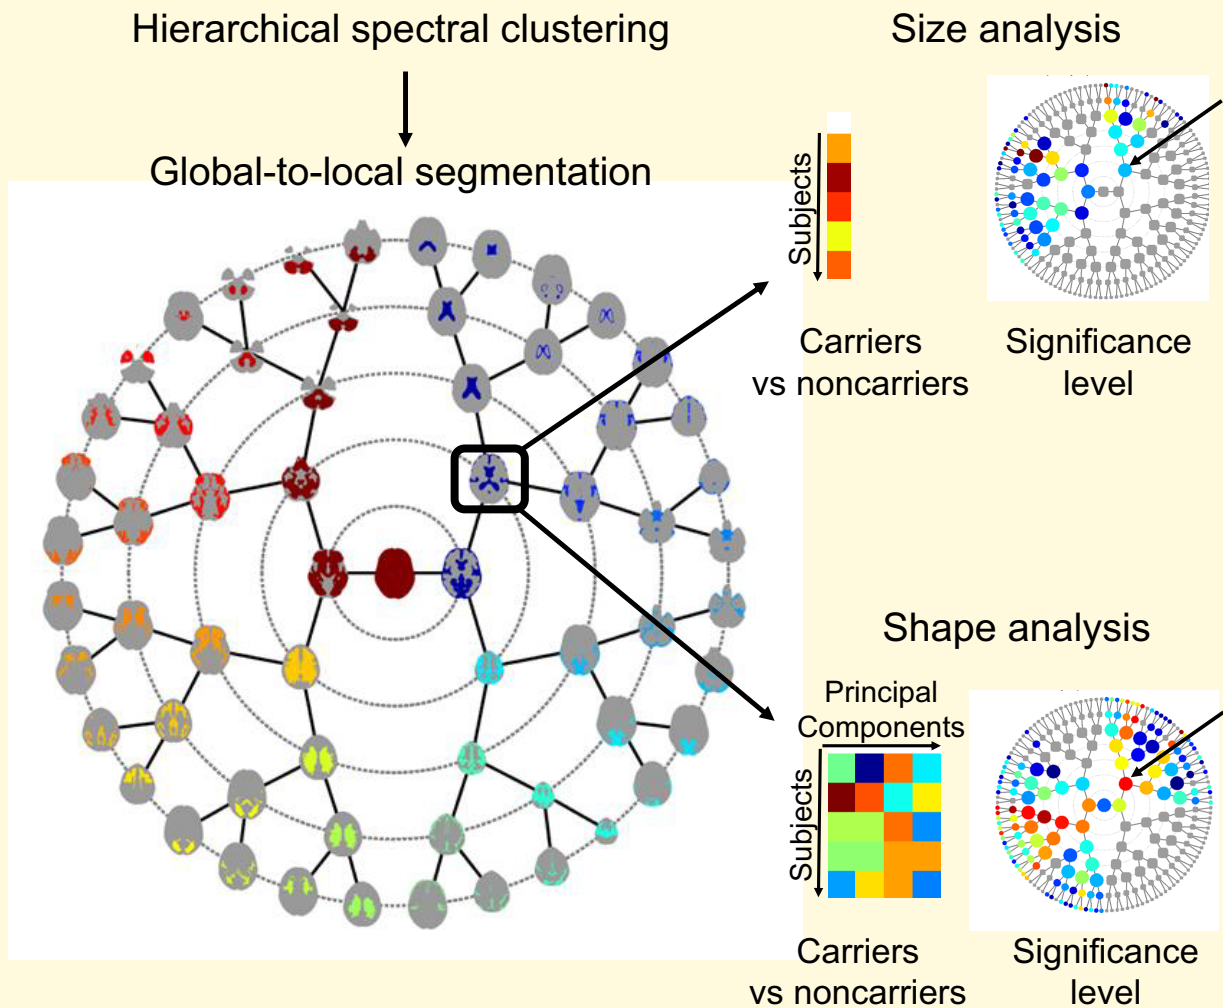 Hierarchical spectral clustering
Global-to-local segmentation
Size analysis
Subjects
Carriers
vs noncarriers
Significance
level
Shape analysis
Principal
Components
Subjects
Carriers
vs noncarriers
Significance
level